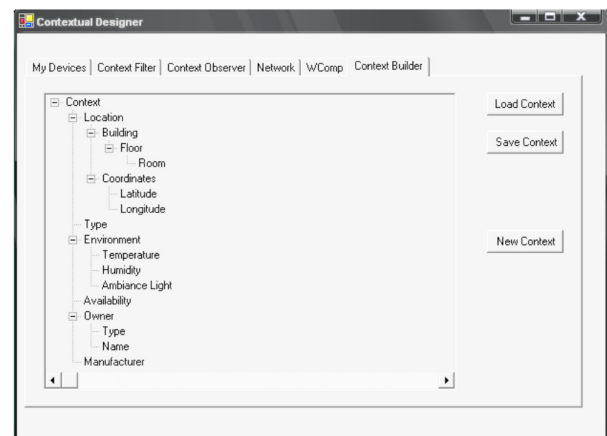 Contextual Designer
My Devices Context Filter Context Observer Network WComp Context Builder
Context
Location
Building
Floor
Room
Coordinates
Latitude
Longitude
Type
Environment
Temperature
Humidity
Ambiance Light
Availability
Owner
Type
Name
Manufacturer
Load Context
Save Context
New Context